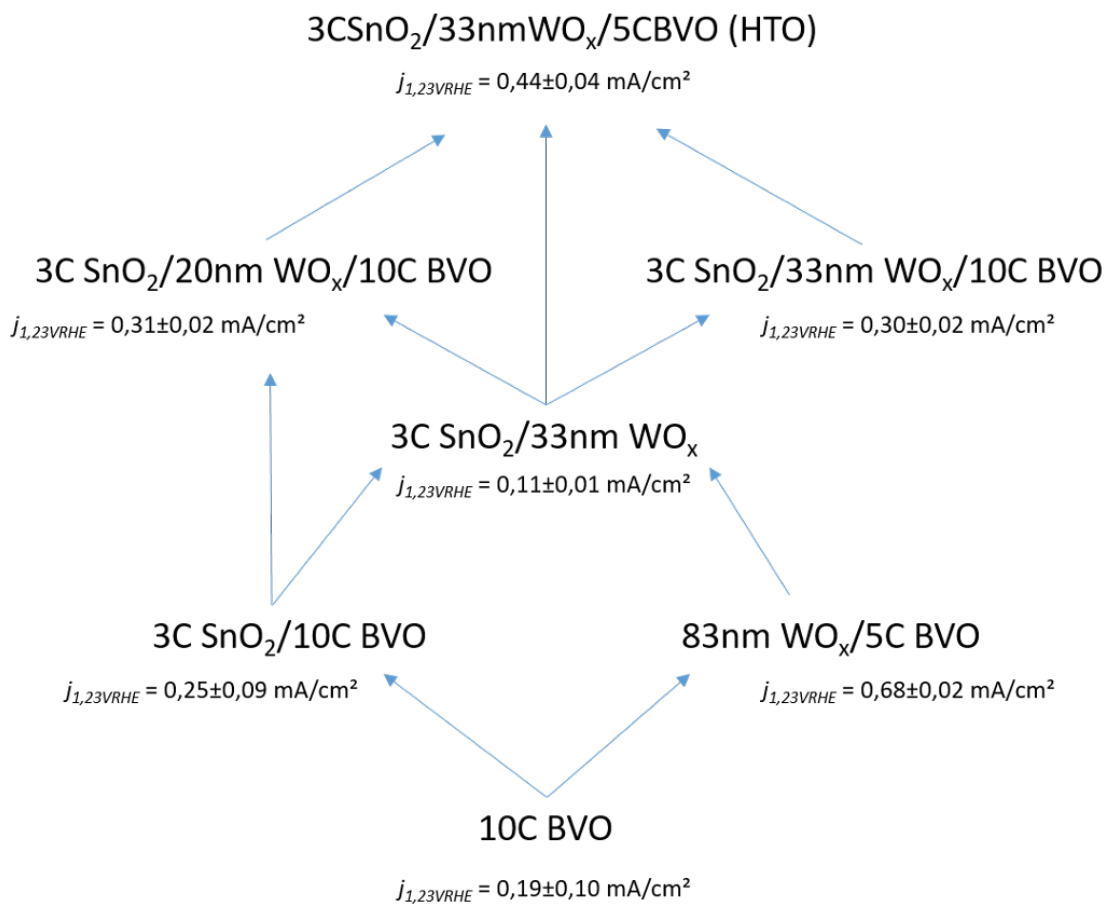 3CSnO₂/33nmWOₓ/5CBVO (HTO)
j₁,₂₃VRHE = 0,44±0,04 mA/cm²
3C SnO₂/20nm WOₓ/10C BVO
j₁,₂₃VRHE = 0,31±0,02 mA/cm²
3C SnO₂/33nm WOₓ/10C BVO
j₁,₂₃VRHE = 0,30±0,02 mA/cm²
3C SnO₂/33nm WOₓ
j₁,₂₃VRHE = 0,11±0,01 mA/cm²
3C SnO₂/10C BVO
j₁,₂₃VRHE = 0,25±0,09 mA/cm²
83nm WOₓ/5C BVO
j₁,₂₃VRHE = 0,68±0,02 mA/cm²
10C BVO
j₁,₂₃VRHE = 0,19±0,10 mA/cm²